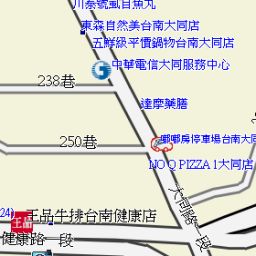 川泰號虱目魚丸
東森自然美台南大同店
五鮮級平價鍋物台南大同店
中華電信大同服務中心
238巷
達摩藥膳
嘟嘟房停車場台南大同
250巷
NO Q PIZZA 1大同店
大同路一段
24)
王品牛排台南健康店
王品
健康路一段